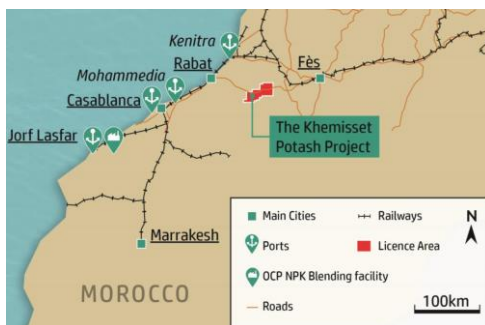 Kenitra
Rabat
Fès
Mohammedia
Casablanca
Jorf Lasfar
The Khemisset
Potash Project
Marrakesh
MOROCCO
Main Cities
Railways
N
Ports
Licence Area
OCP NPK Blending facility
Roads
100km